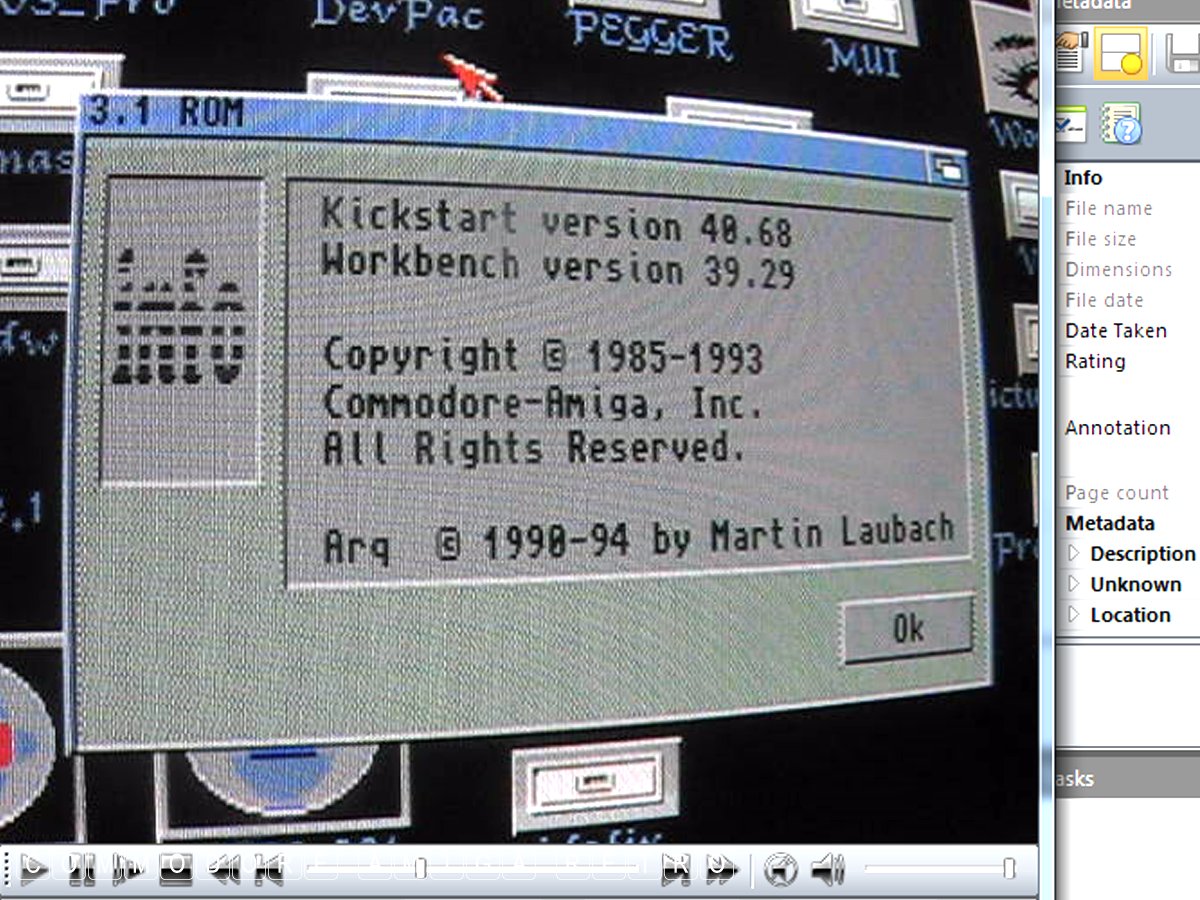 DevPac
PEGGER
MUI
3.1 ROM
info
Kickstart version 40.68
Workbench version 39.29
Copyright © 1985-1993
Commodore-Amiga, Inc.
All Rights Reserved.
Arq © 1990-94 by Martin Laubach
Ok
Info
File name
File size
Dimensions
File date
Date Taken
Rating
Annotation
Page count
Metadata
Description
Unknown
Location